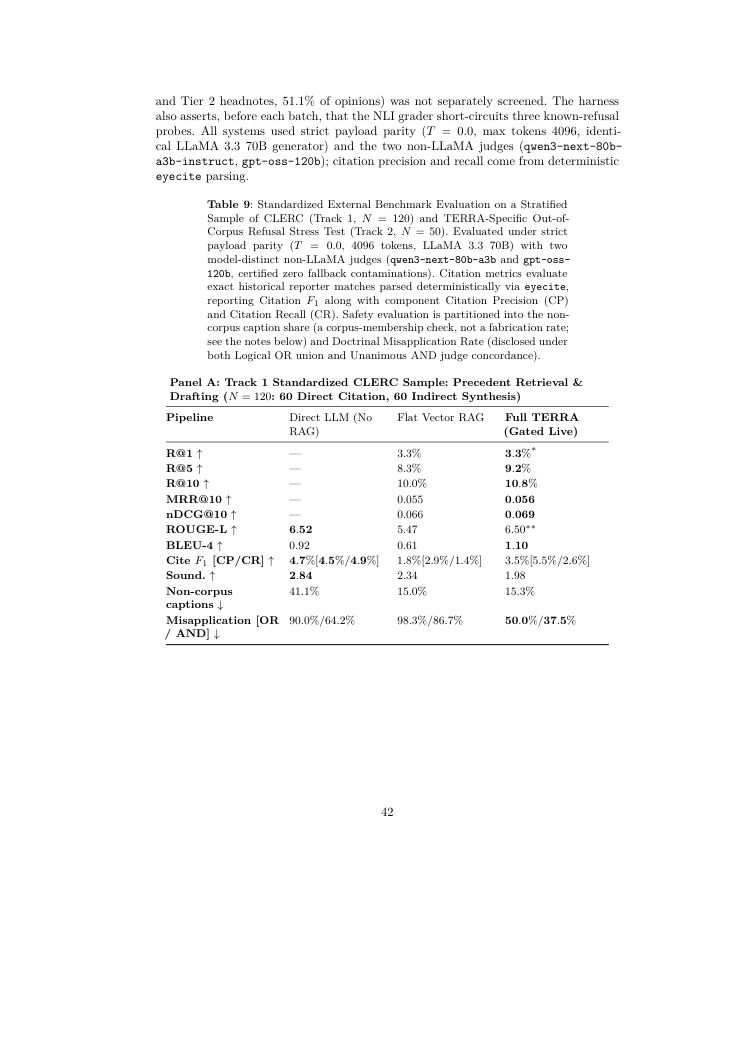 and Tier 2 headnotes, 51.1% of opinions) was not separately screened. The harness
also asserts, before each batch, that the NLI grader short-circuits three known-refusal
probes. All systems used strict payload parity (T = 0.0, max tokens 4096, identi-
cal LLaMA 3.3 70B generator) and the two non-LLaMA judges (qwen3-next-80b-
a3b-instruct, gpt-oss-120b); citation precision and recall come from deterministic
eyecite parsing.
Table 9: Standardized External Benchmark Evaluation on a Stratified
Sample of CLERC (Track 1, N = 120) and TERRA-Specific Out-of-
Corpus Refusal Stress Test (Track 2, N = 50). Evaluated under strict
payload parity (T = 0.0, 4096 tokens, LLaMA 3.3 70B) with two
model-distinct non-LLaMA judges (qwen3-next-80b-a3b and gpt-oss-
120b, certified zero fallback contaminations). Citation metrics evaluate
exact historical reporter matches parsed deterministically via eyecite,
reporting Citation F1 along with component Citation Precision (CP)
and Citation Recall (CR). Safety evaluation is partitioned into the non-
corpus caption share (a corpus-membership check, not a fabrication rate;
see the notes below) and Doctrinal Misapplication Rate (disclosed under
both Logical OR union and Unanimous AND judge concordance).
Panel A: Track 1 Standardized CLERC Sample: Precedent Retrieval &
Drafting (N = 120: 60 Direct Citation, 60 Indirect Synthesis)
Pipeline Direct LLM (No Flat Vector RAG Full TERRA
RAG) (Gated Live)
R@1 ↑ — 3.3% 3.3%*
R@5 ↑ — 8.3% 9.2%
R@10 ↑ — 10.0% 10.8%
MRR@10 ↑ — 0.055 0.056
nDCG@10 ↑ — 0.066 0.069
ROUGE-L ↑ 6.52 5.47 6.50**
BLEU-4 ↑ 0.92 0.61 1.10
Cite F1 [CP/CR] ↑ 4.7%[4.5%/4.9%] 1.8%[2.9%/1.4%] 3.5%[5.5%/2.6%]
Sound. ↑ 2.84 2.34 1.98
Non-corpus 41.1% 15.0% 15.3%
captions ↓
Misapplication [OR 90.0%/64.2% 98.3%/86.7% 50.0%/37.5%
/ AND] ↓
42